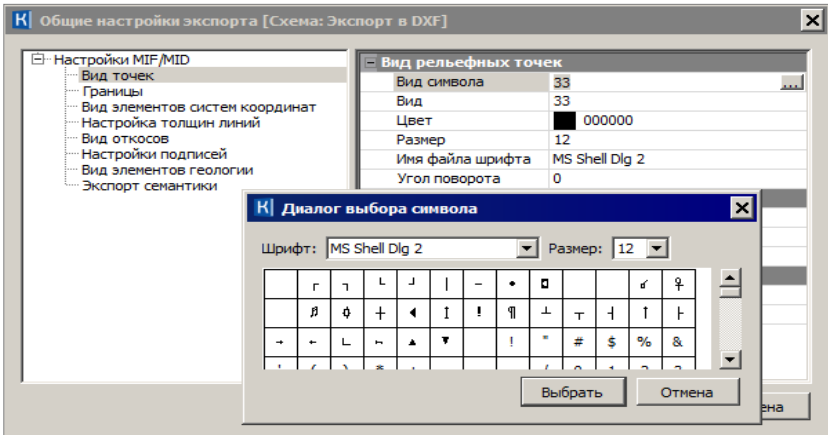 Общие настройки экспорта [Схема: Экспорт в DXF]
Настройки MIF/MID
Вид точек
Границы
Вид элементов систем координат
Настройка толщин линий
Вид откосов
Настройки подписей
Вид элементов геологии
Экспорт семантики
Вид рельефных точек
Вид символа 33 ...
Вид 33
Цвет 000000
Размер 12
Имя файла шрифта MS Shell Dlg 2
Угол поворота 0
Диалог выбора символа
Шрифт: MS Shell Dlg 2 Размер: 12
┌ ┐ └ ┘ │ − • ◘ ♂ ♀
♫ ☼ ┼ ◄ ↕ ‼ ¶ ┴ ┬ ┤ ↑ ├
→ ← ∟ ↔ ▲ ▼ ! " # $ % &
Выбрать Отмена
ена